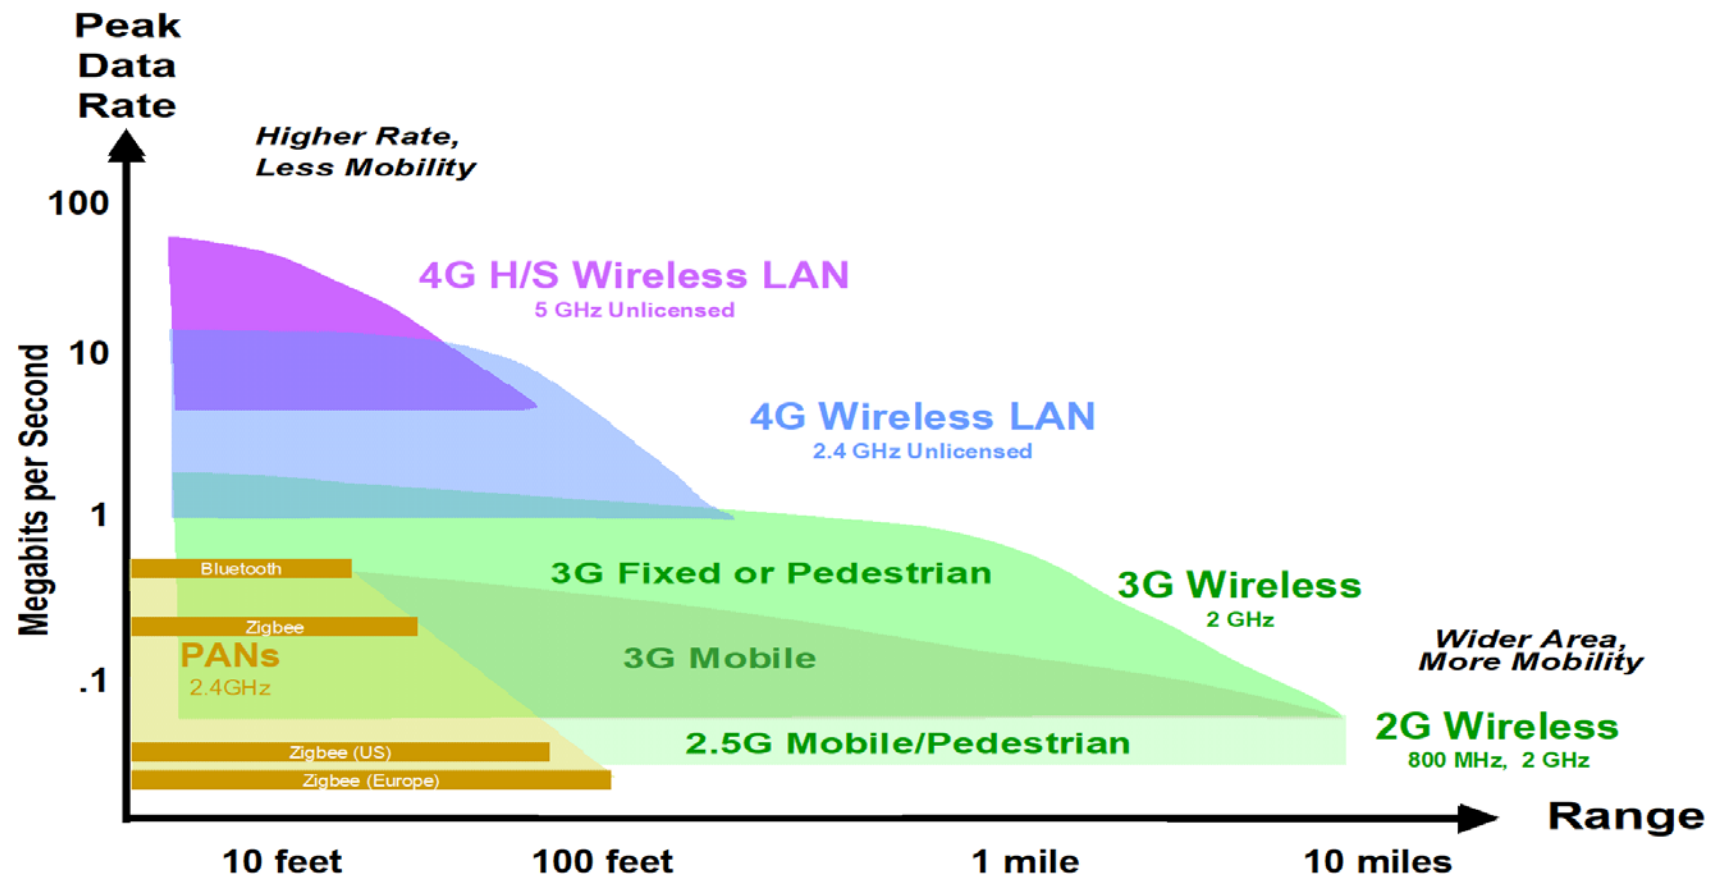 Peak
Data
Rate
Higher Rate,
Less Mobility
100
4G H/S Wireless LAN
5 GHz Unlicensed
10
Megabits per Second
4G Wireless LAN
2.4 GHz Unlicensed
1
Bluetooth
3G Fixed or Pedestrian
3G Wireless
2 GHz
Zigbee
PANs
2.4GHz
3G Mobile
Wider Area,
More Mobility
.1
2G Wireless
800 MHz, 2 GHz
2.5G Mobile/Pedestrian
Zigbee (US)
Zigbee (Europe)
Range
10 feet
100 feet
1 mile
10 miles